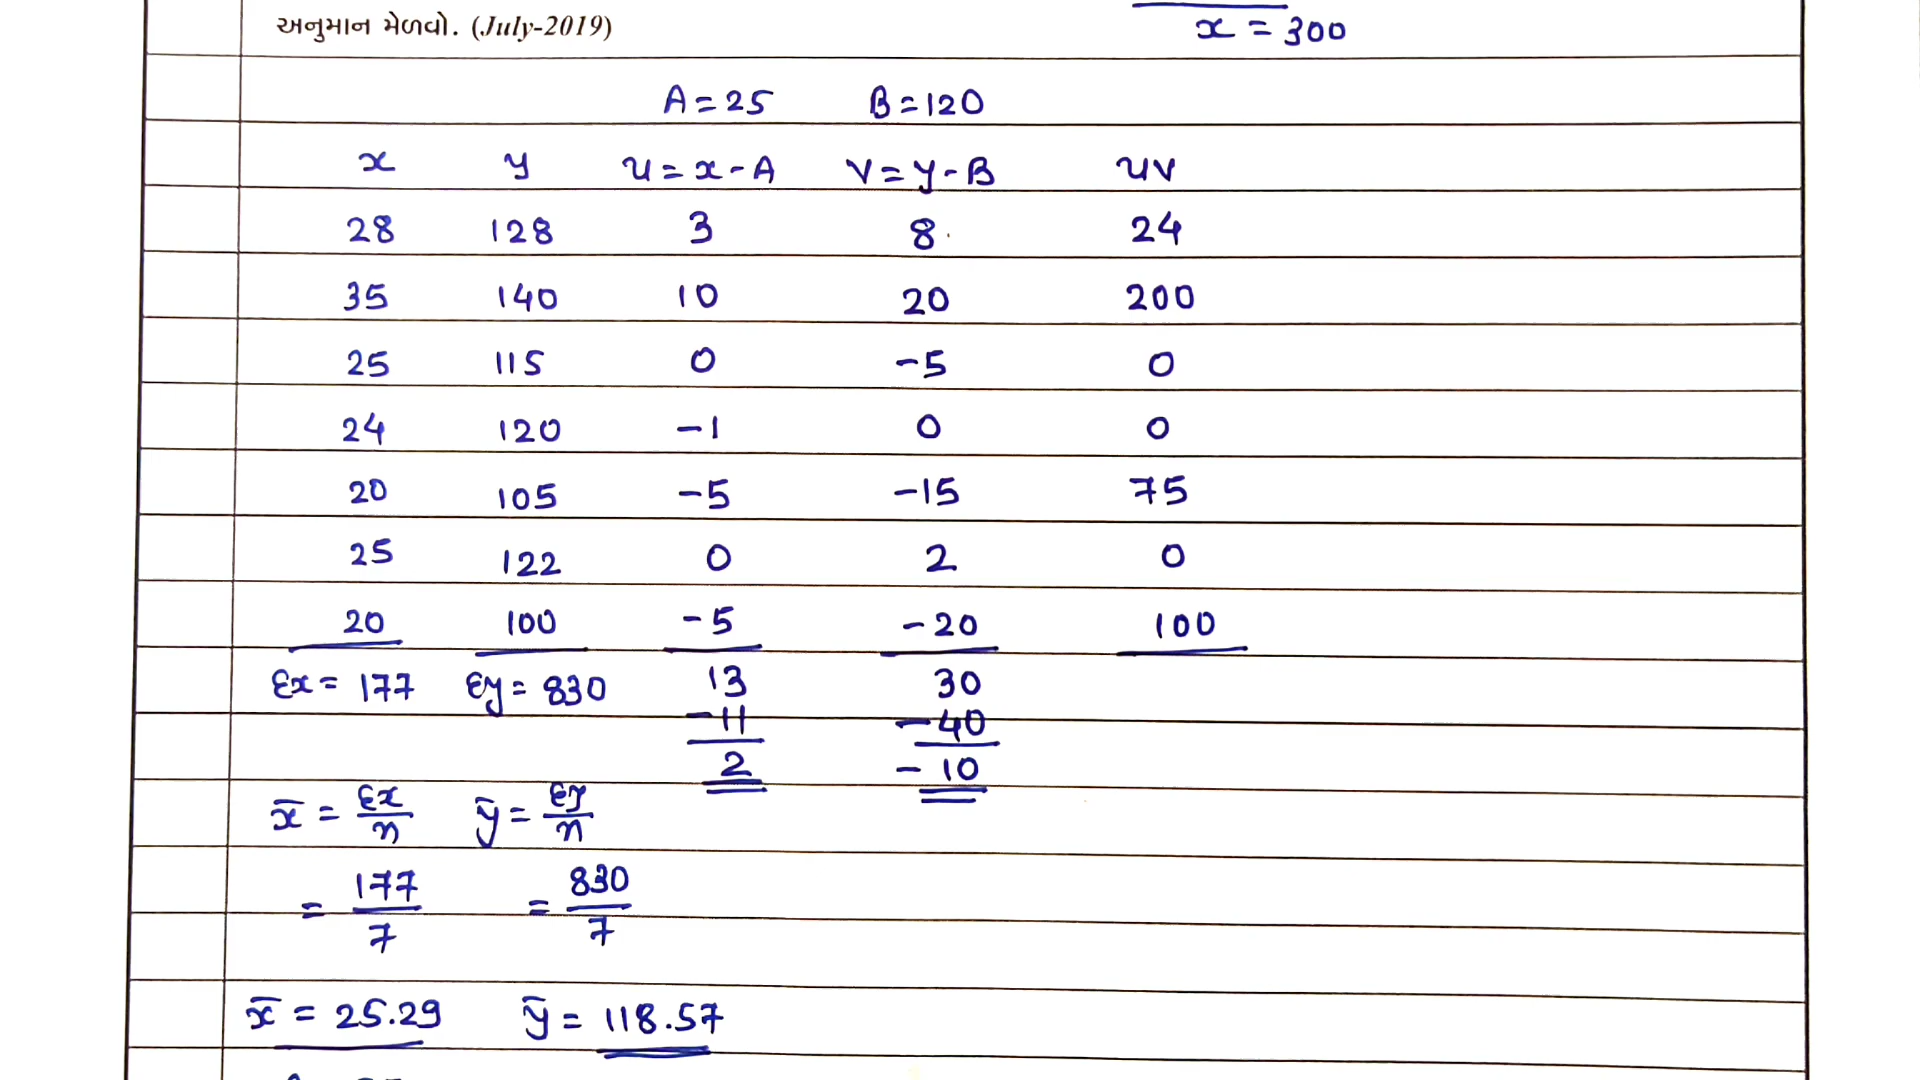 અનુમાન મેળવો. (July-2019)
x = 300
A = 25 B = 120
x y u = x - A v = y - B uv
28 128 3 8 24
35 140 10 20 200
25 115 0 -5 0
24 120 -1 0 0
20 105 -5 -15 75
25 122 0 2 0
20 100 -5 -20 100
Σx = 177 Σy = 830 13 30
-11 -40
2 -10
x̄ = Σx/n ȳ = Σy/n
= 177/7 = 830/7
x̄ = 25.29 ȳ = 118.57